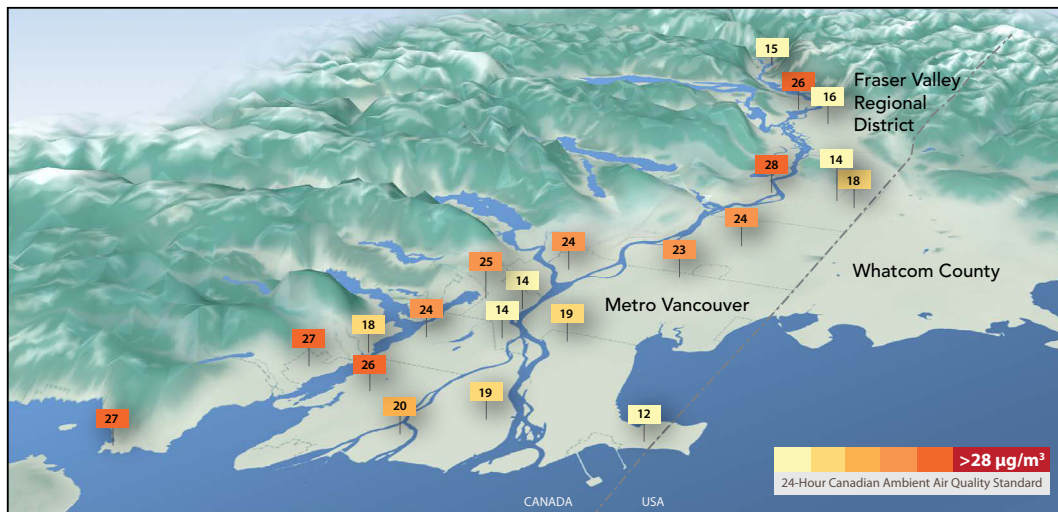 15
26
16
Fraser Valley
Regional
District
14
18
28
24
24
23
25
14
Whatcom County
Metro Vancouver
24
14
19
18
27
26
19
20
27
12
>28 µg/m³
24-Hour Canadian Ambient Air Quality Standard
CANADA USA